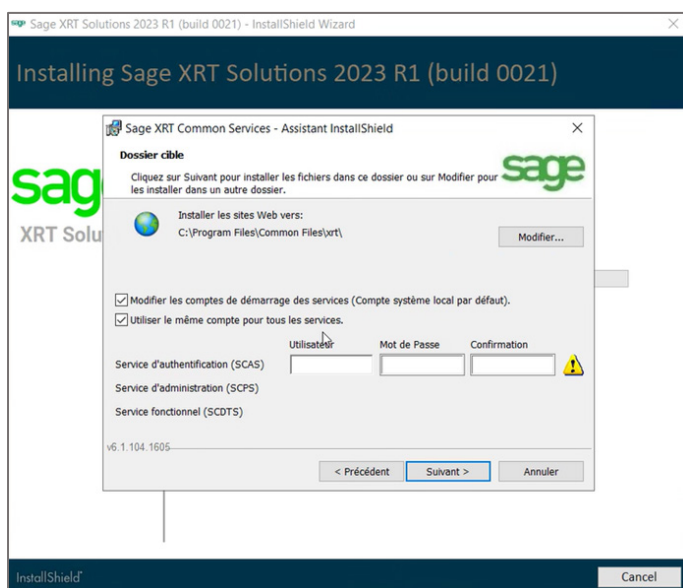 sage Sage XRT Solutions 2023 R1 (build 0021) - InstallShield Wizard
Installing Sage XRT Solutions 2023 R1 (build 0021)
Sage XRT Common Services - Assistant InstallShield
Dossier cible
Cliquez sur Suivant pour installer les fichiers dans ce dossier ou sur Modifier pour
les installer dans un autre dossier.
sage
sag
XRT Solu
Installer les sites Web vers:
C:\Program Files\Common Files\xrt\
Modifier...
Modifier les comptes de démarrage des services (Compte système local par défaut).
Utiliser le même compte pour tous les services.
Utilisateur Mot de Passe Confirmation
Service d'authentification (SCAS)
Service d'administration (SCPS)
Service fonctionnel (SCDTS)
v6.1.104.1605
< Précédent Suivant > Annuler
InstallShield
Cancel